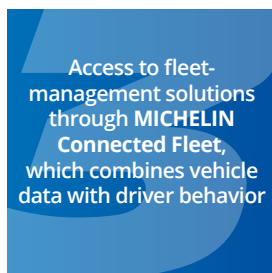 Access to fleet-
management solutions
through MICHELIN
Connected Fleet,
which combines vehicle
data with driver behavior